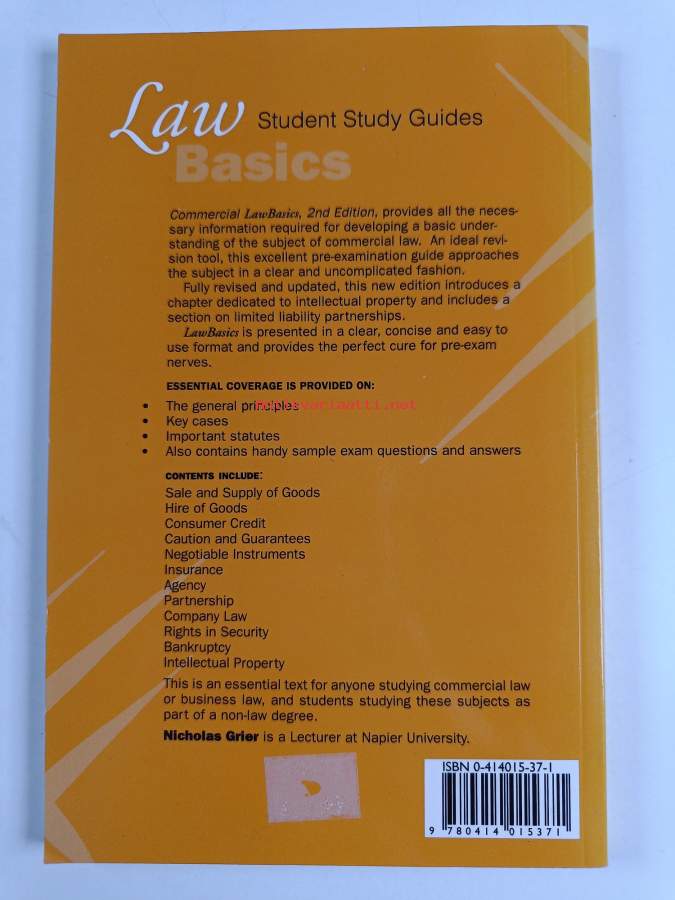 Law Student Study Guides
Basics
Commercial LawBasics, 2nd Edition, provides all the neces-
sary information required for developing a basic under-
standing of the subject of commercial law. An ideal revi-
sion tool, this excellent pre-examination guide approaches
the subject in a clear and uncomplicated fashion.
Fully revised and updated, this new edition introduces a
chapter dedicated to intellectual property and includes a
section on limited liability partnerships.
LawBasics is presented in a clear, concise and easy to
use format and provides the perfect cure for pre-exam
nerves.
ESSENTIAL COVERAGE IS PROVIDED ON:
• The general principles
• Key cases
• Important statutes
• Also contains handy sample exam questions and answers
CONTENTS INCLUDE:
Sale and Supply of Goods
Hire of Goods
Consumer Credit
Caution and Guarantees
Negotiable Instruments
Insurance
Agency
Partnership
Company Law
Rights in Security
Bankruptcy
Intellectual Property
This is an essential text for anyone studying commercial law
or business law, and students studying these subjects as
part of a non-law degree.
Nicholas Grier is a Lecturer at Napier University.
ISBN 0-414015-37-1
9 780414 015371